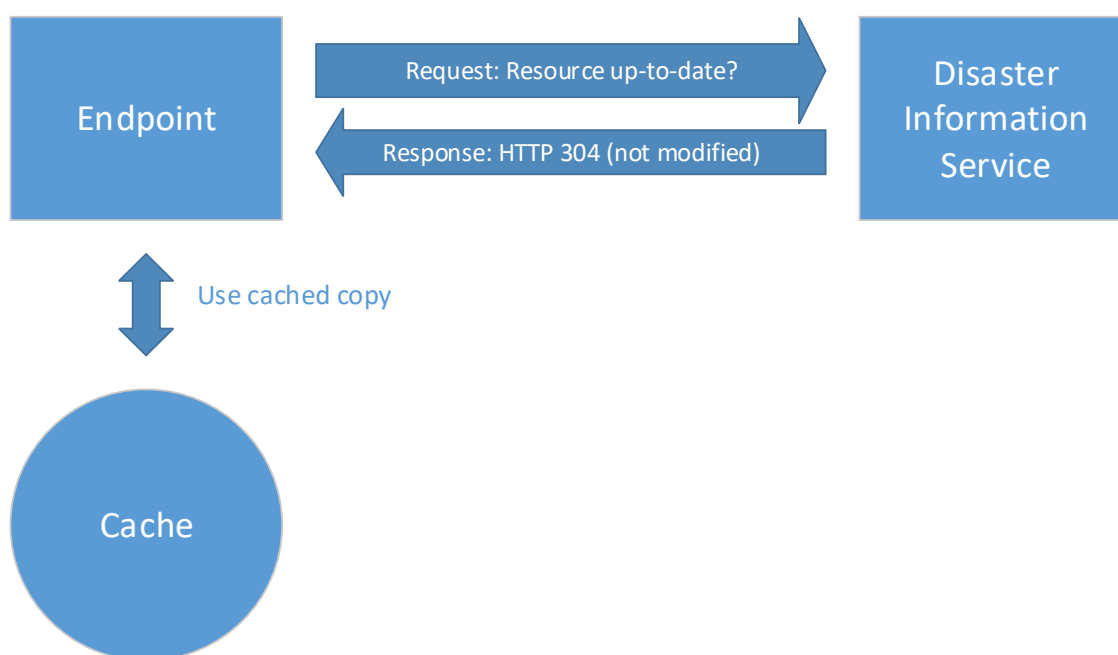 Endpoint
Request: Resource up-to-date?
Response: HTTP 304 (not modified)
Disaster
Information
Service
Use cached copy
Cache